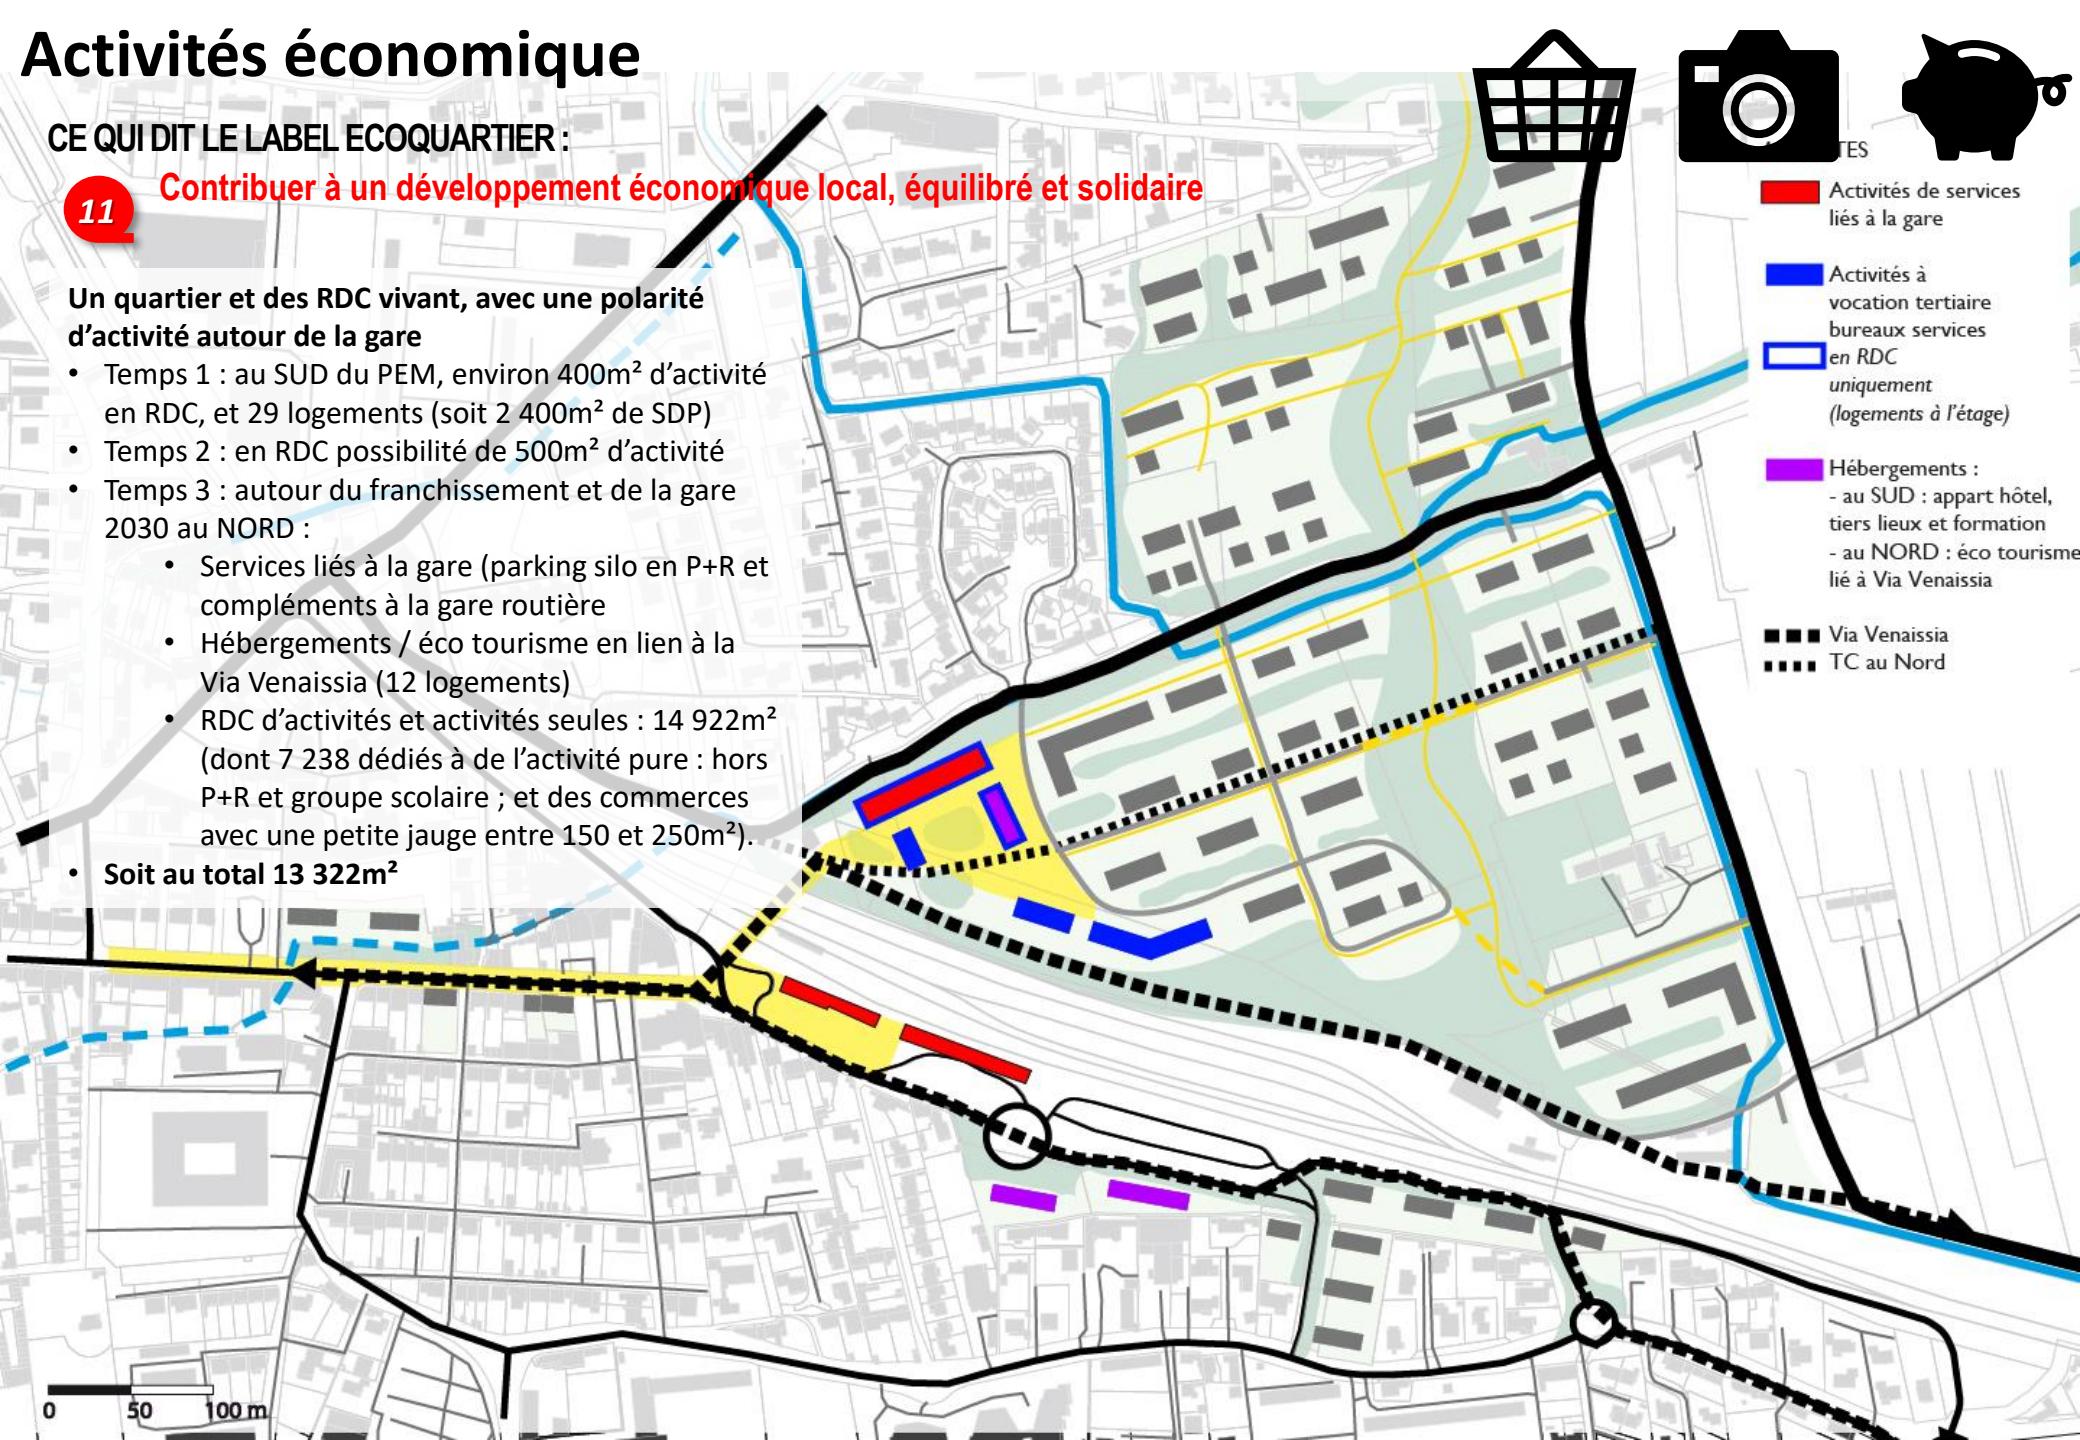 Activités économique
CE QUI DIT LE LABEL ECOQUARTIER :
11
Contribuer à un développement économique local, équilibré et solidaire
Un quartier et des RDC vivant, avec une polarité
d’activité autour de la gare
• Temps 1 : au SUD du PEM, environ 400m² d’activité
en RDC, et 29 logements (soit 2 400m² de SDP)
• Temps 2 : en RDC possibilité de 500m² d’activité
• Temps 3 : autour du franchissement et de la gare
2030 au NORD :
• Services liés à la gare (parking silo en P+R et
compléments à la gare routière
• Hébergements / éco tourisme en lien à la
Via Venaissia (12 logements)
• RDC d’activités et activités seules : 14 922m²
(dont 7 238 dédiés à de l’activité pure : hors
P+R et groupe scolaire ; et des commerces
avec une petite jauge entre 150 et 250m²).
• Soit au total 13 322m²
TES
Activités de services
liés à la gare
Activités à
vocation tertiaire
bureaux services
en RDC
uniquement
(logements à l’étage)
Hébergements :
- au SUD : appart hôtel,
tiers lieux et formation
- au NORD : éco tourisme
lié à Via Venaissia
Via Venaissia
TC au Nord
0 50 100 m